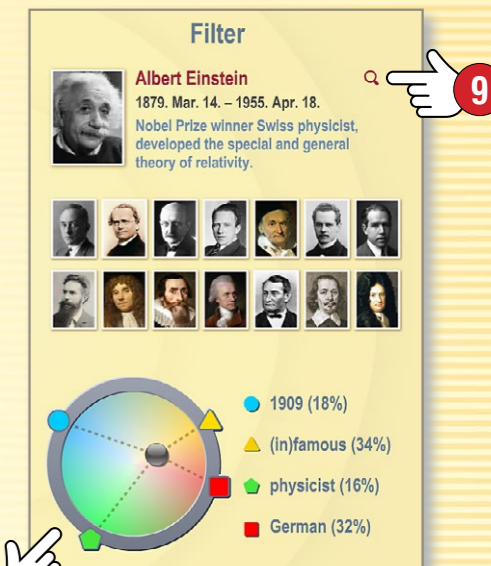 Filter
Albert Einstein
1879. Mar. 14. – 1955. Apr. 18.
Nobel Prize winner Swiss physicist,
developed the special and general
theory of relativity.
9
1909 (18%)
(in)famous (34%)
physicist (16%)
German (32%)